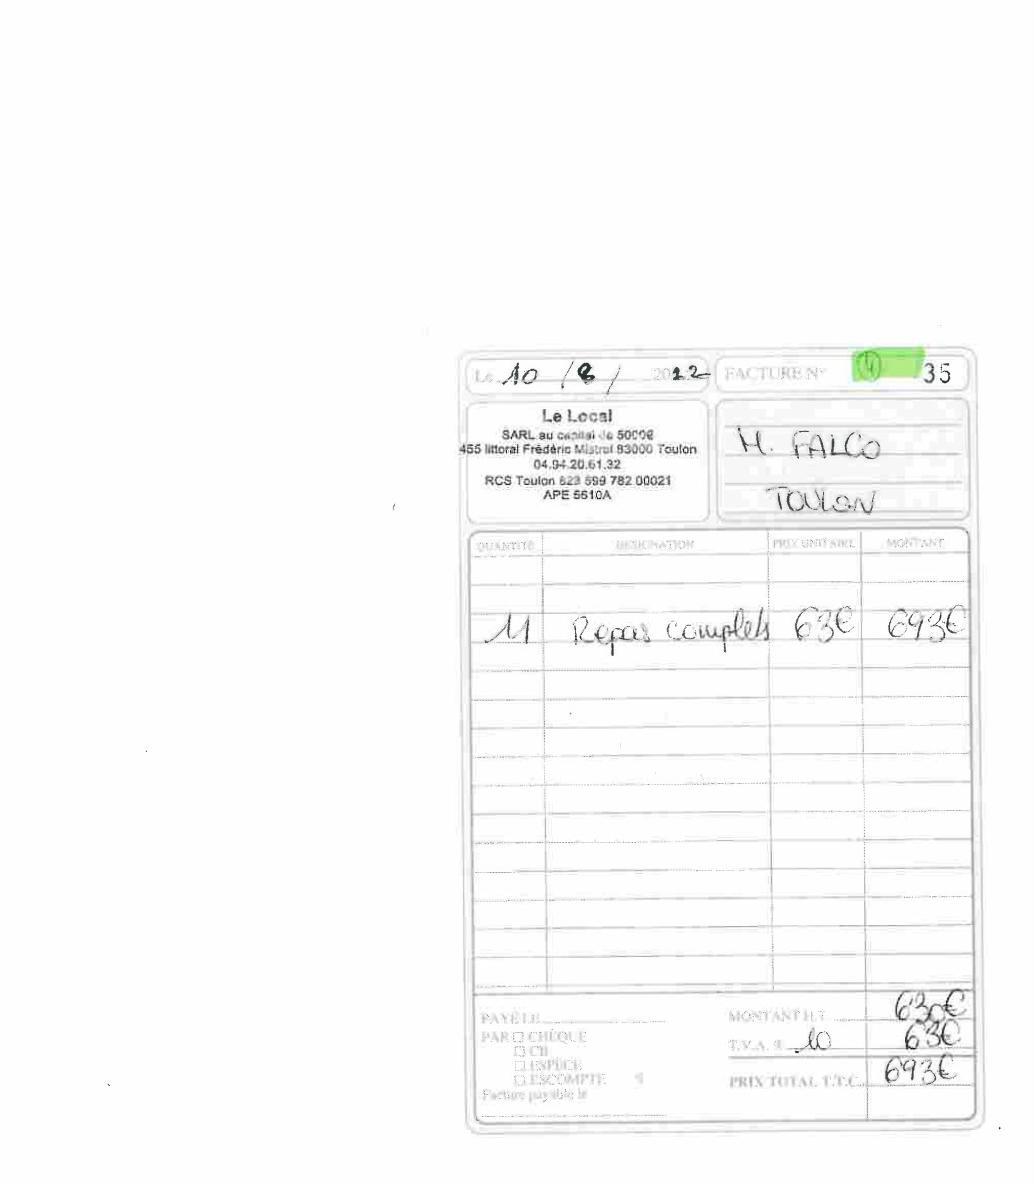 Le 10 / 8 / 2022 FACTURE N° 4 35
Le Local
SARL au capital de 5000€
455 littoral Frédéric Mistral 83000 Toulon
04.94.20.61.32
RCS Toulon 823 599 782 00021
APE 5610A
M. FALCO
TOULON
QUANTITÉ DÉSIGNATION PRIX UNITAIRE MONTANT
11 Repas complets 63€ 693€
PAYÉ LE
PAR ☐ CHÈQUE
☐ CB
☐ ESPÈCE
☐ ESCOMPTE
Facture payable le
MONTANT H.T. 630€
T.V.A. 10 63€
PRIX TOTAL T.T.C. 693€